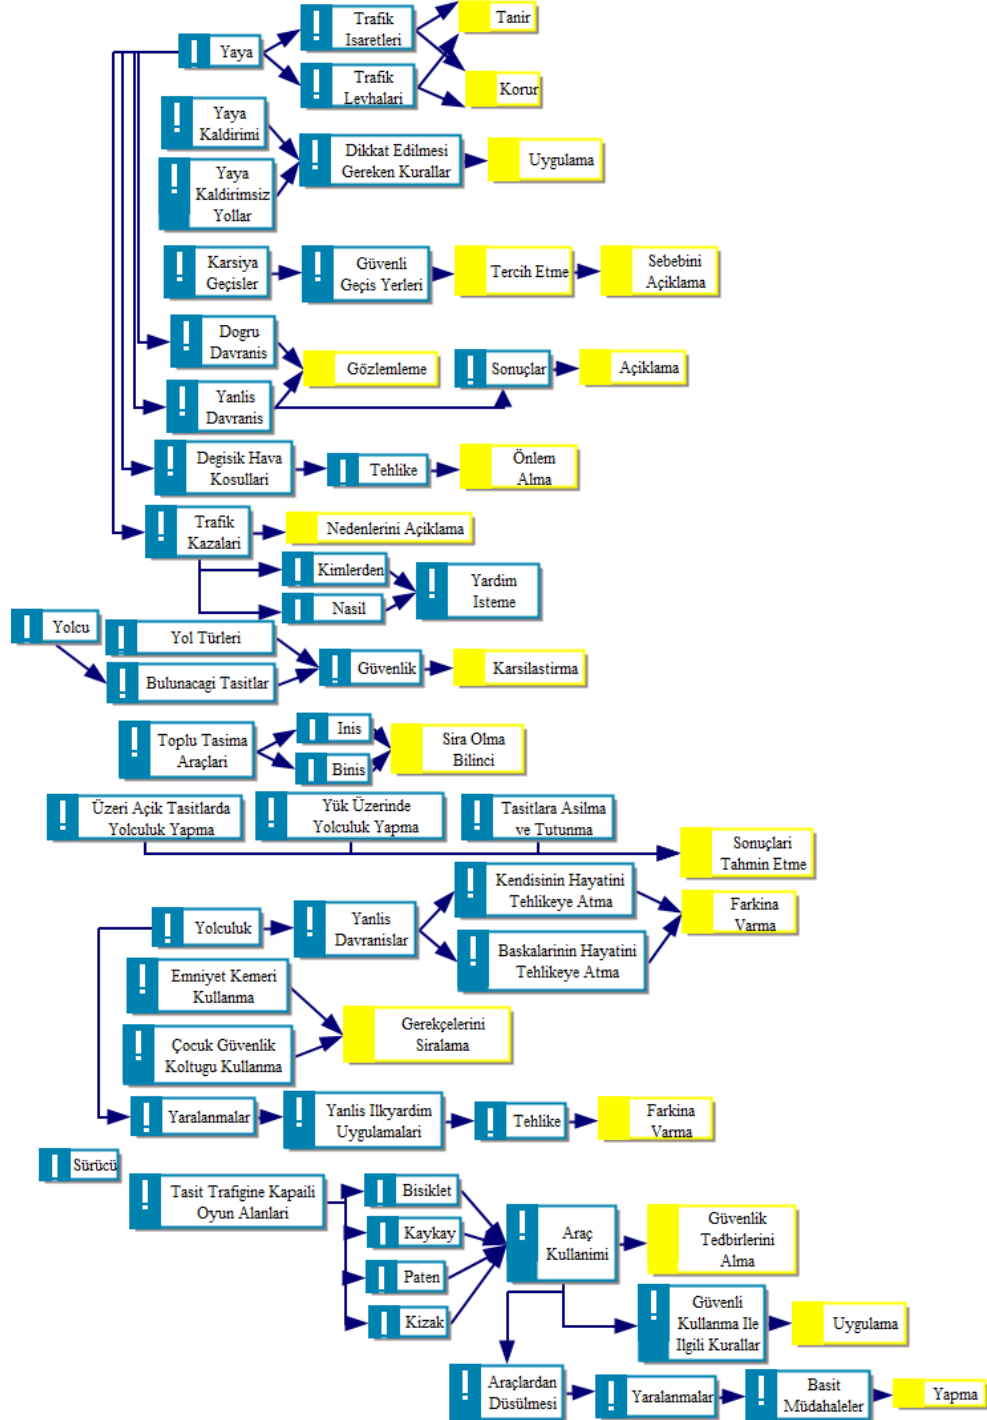 Yaya
Trafik
Isaretleri
Tanir
Trafik
Levhalari
Korur
Yaya
Kaldirimi
Yaya
Kaldirimsiz
Yollar
Dikkat Edilmesi
Gereken Kurallar
Uygulama
Karsiya
Geçisler
Güvenli
Geçis Yerleri
Tercih Etme
Sebebini
Açiklama
Dogru
Davranis
Gözlemleme
Sonuçlar
Açiklama
Yanlis
Davranis
Degisik Hava
Kosullari
Tehlike
Önlem
Alma
Trafik
Kazalari
Nedenlerini Açiklama
Kimlerden
Nasil
Yardim
Isteme
Yolcu
Yol Türleri
Bulunacagi Tasitlar
Güvenlik
Karsilastirma
Toplu Tasima
Araçlari
Inis
Binis
Sira Olma
Bilinci
Üzeri Açik Tasitlarda
Yolculuk Yapma
Yük Üzerinde
Yolculuk Yapma
Tasitlara Asilma
ve Tutunma
Sonuçlari
Tahmin Etme
Yolculuk
Yanlis
Davranislar
Kendisinin Hayatini
Tehlikeye Atma
Baskalarinin Hayatini
Tehlikeye Atma
Farkina
Varma
Emniyet Kemeri
Kullanma
Çocuk Güvenlik
Koltugu Kullanma
Gerekçelerini
Siralama
Yaralanmalar
Yanlis Ilkyardim
Uygulamalari
Tehlike
Farkina
Varma
Sürücü
Tasit Trafigine Kapaili
Oyun Alanlari
Bisiklet
Kaykay
Paten
Kizak
Araç
Kullanimi
Güvenlik
Tedbirlerini
Alma
Güvenli
Kullanma Ile
Ilgili Kurallar
Uygulama
Araçlardan
Düsülmesi
Yaralanmalar
Basit
Müdahaleler
Yapma